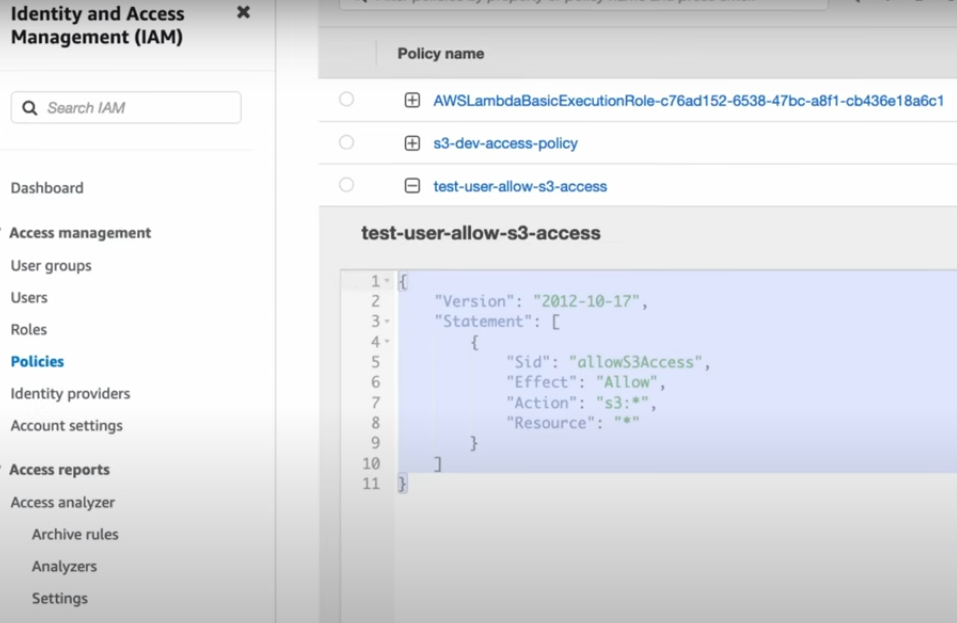 Identity and Access
Management (IAM)
Search IAM
Dashboard
Access management
User groups
Users
Roles
Policies
Identity providers
Account settings
Access reports
Access analyzer
Archive rules
Analyzers
Settings
Policy name
AWSLambdaBasicExecutionRole-c76ad152-6538-47bc-a8f1-cb436e18a6c1
s3-dev-access-policy
test-user-allow-s3-access
test-user-allow-s3-access
1 {
2 "Version": "2012-10-17",
3 "Statement": [
4 {
5 "Sid": "allowS3Access",
6 "Effect": "Allow",
7 "Action": "s3:*",
8 "Resource": "*"
9 }
10 ]
11 }